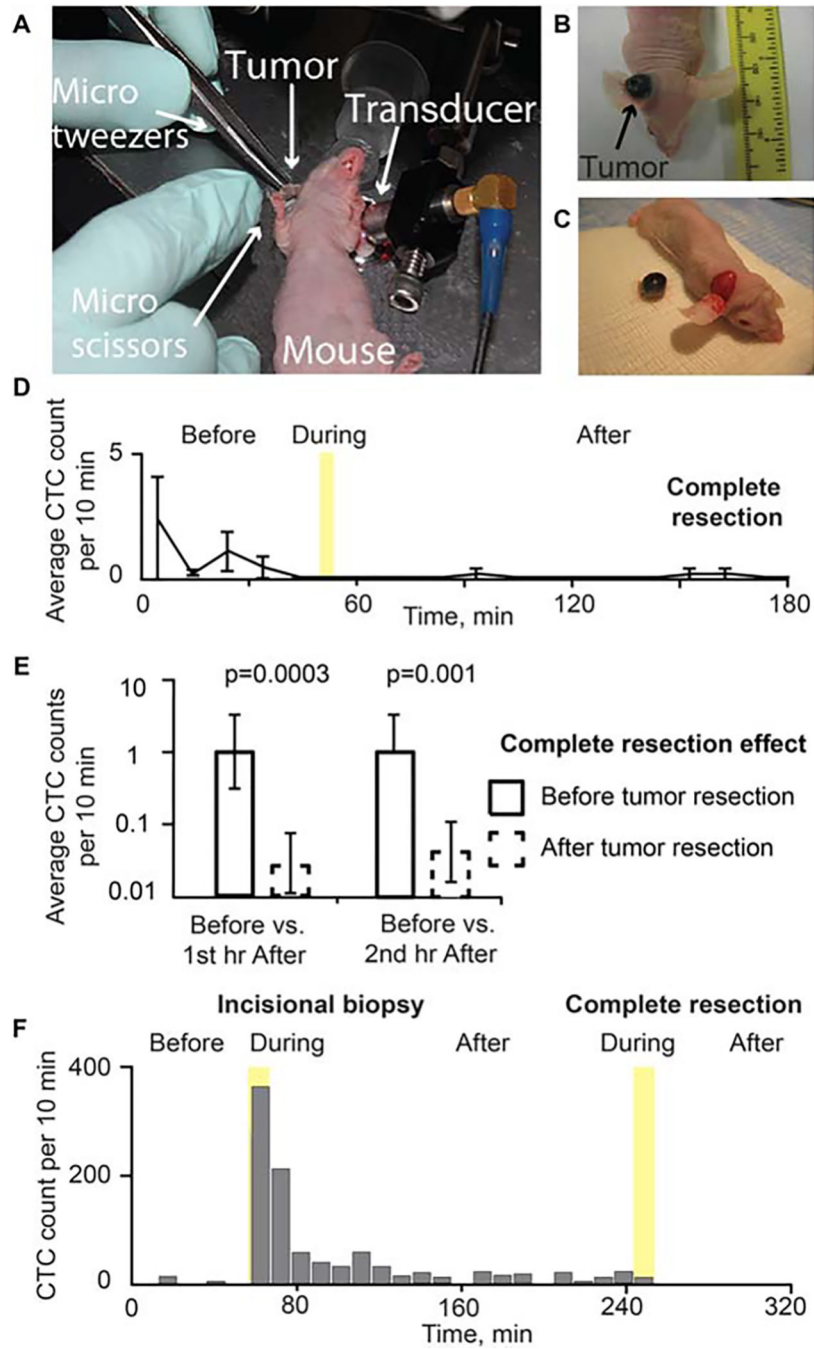 A
Micro
tweezers
Tumor
Transducer
Micro
scissors
Mouse
B
Tumor
C
D
Average CTC count
per 10 min
5
0
Before
During
After
Complete
resection
0
60
120
180
Time, min
E
Average CTC counts
per 10 min
10
1
0.1
0.01
p=0.0003
p=0.001
Before vs.
1st hr After
Before vs.
2nd hr After
Complete resection effect
Before tumor resection
After tumor resection
F
Incisional biopsy
Complete resection
Before
During
After
During
After
CTC count per 10 min
400
200
0
0
80
160
240
320
Time, min